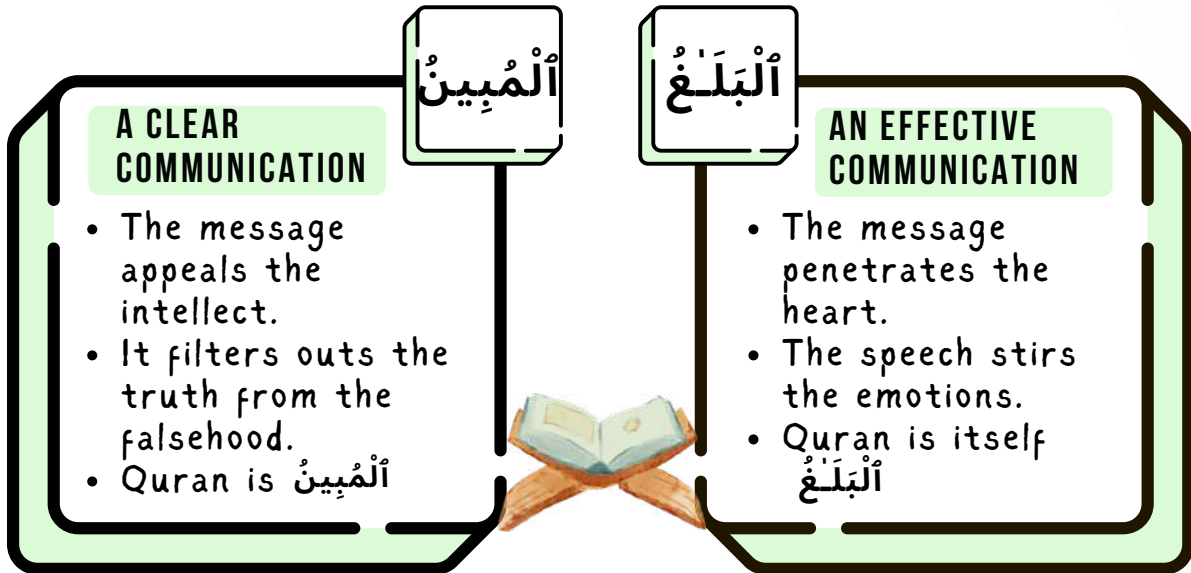 ٱلْمُبِينُ
A CLEAR
COMMUNICATION
• The message
appeals the
intellect.
• It filters outs the
truth from the
falsehood.
• Quran is ٱلْمُبِينُ
ٱلْبَلَـٰغُ
AN EFFECTIVE
COMMUNICATION
• The message
penetrates the
heart.
• The speech stirs
the emotions.
• Quran is itself
ٱلْبَلَـٰغُ